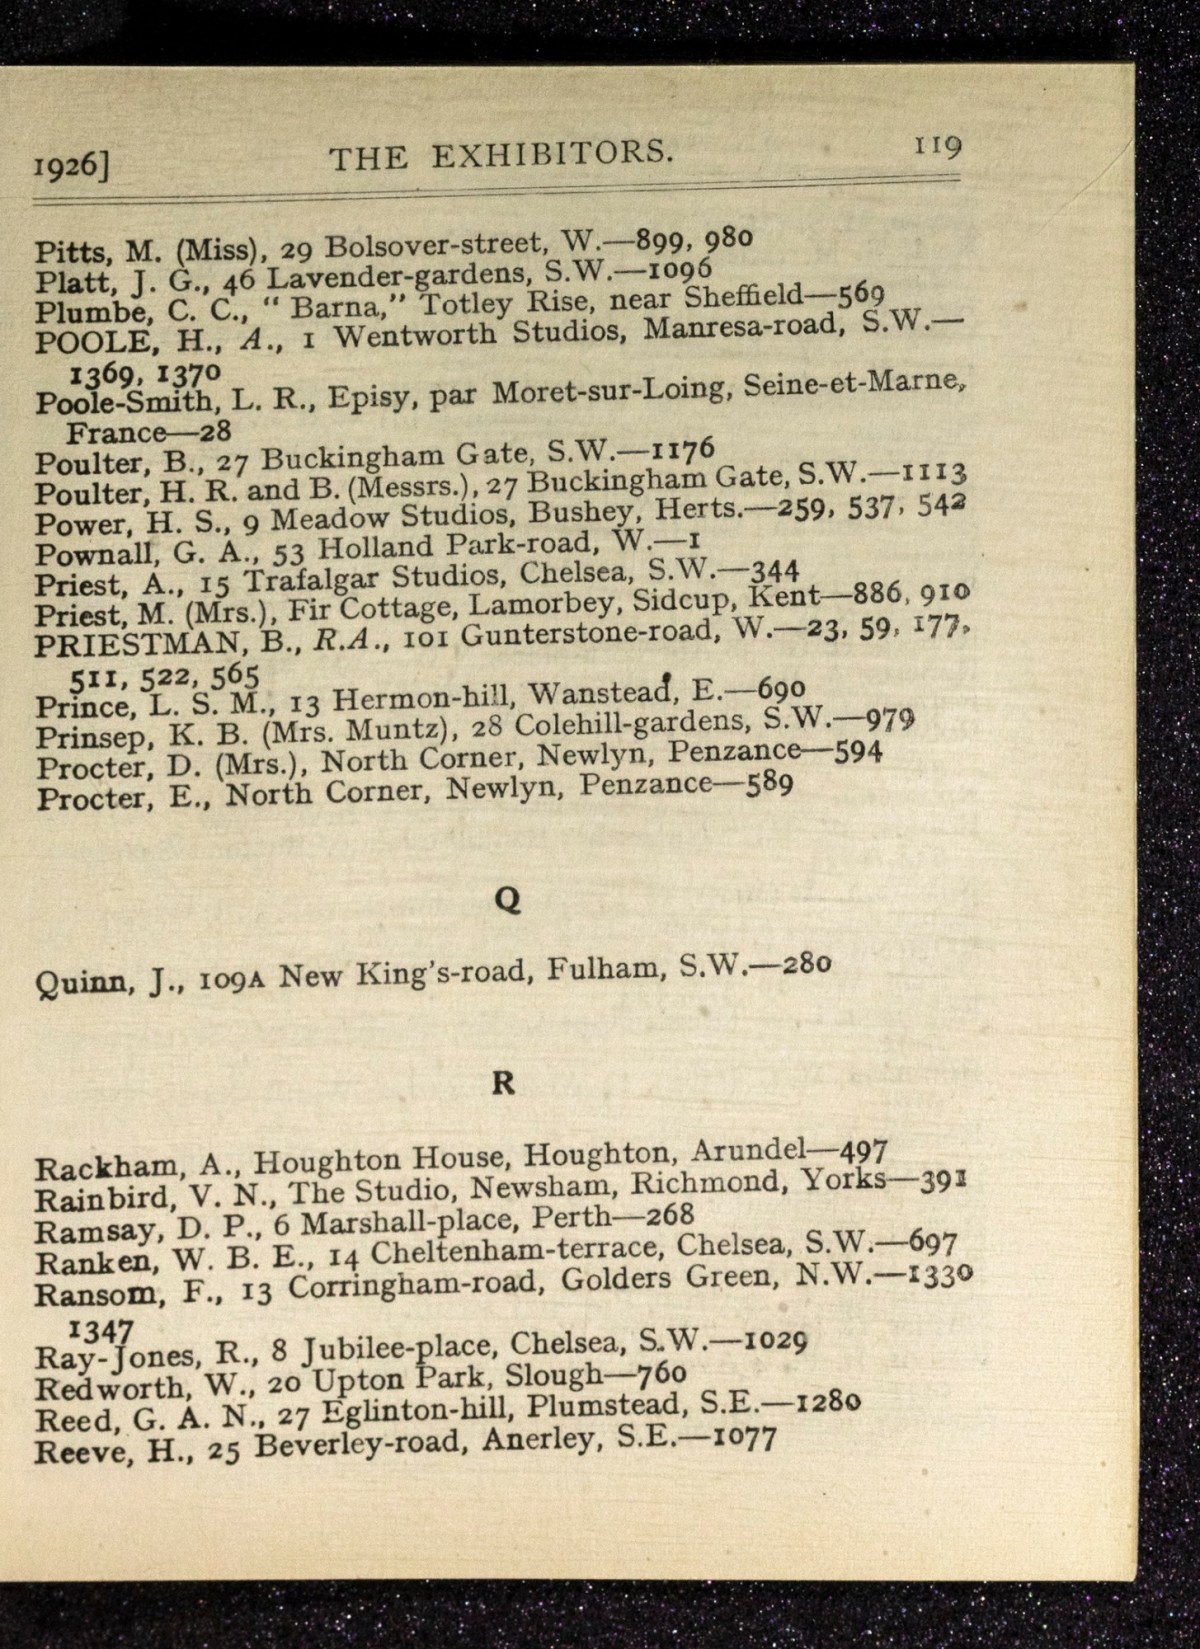 1926] THE EXHIBITORS. 119
Pitts, M. (Miss), 29 Bolsover-street, W.—899, 980
Platt, J. G., 46 Lavender-gardens, S.W.—1096
Plumbe, C. C., “ Barna,” Totley Rise, near Sheffield—569
POOLE, H., A., 1 Wentworth Studios, Manresa-road, S.W.—
1369, 1370
Poole-Smith, L. R., Episy, par Moret-sur-Loing, Seine-et-Marne,
France—28
Poulter, B., 27 Buckingham Gate, S.W.—1176
Poulter, H. R. and B. (Messrs.), 27 Buckingham Gate, S.W.—1113
Power, H. S., 9 Meadow Studios, Bushey, Herts.—259, 537, 542
Pownall, G. A., 53 Holland Park-road, W.—1
Priest, A., 15 Trafalgar Studios, Chelsea, S.W.—344
Priest, M. (Mrs.), Fir Cottage, Lamorbey, Sidcup, Kent—886, 910
PRIESTMAN, B., R.A., 101 Gunterstone-road, W.—23, 59, 177,
511, 522, 565
Prince, L. S. M., 13 Hermon-hill, Wanstead, E.—690
Prinsep, K. B. (Mrs. Muntz), 28 Colehill-gardens, S.W.—979
Procter, D. (Mrs.), North Corner, Newlyn, Penzance—594
Procter, E., North Corner, Newlyn, Penzance—589
Q
Quinn, J., 109A New King's-road, Fulham, S.W.—280
R
Rackham, A., Houghton House, Houghton, Arundel—497
Rainbird, V. N., The Studio, Newsham, Richmond, Yorks—391
Ramsay, D. P., 6 Marshall-place, Perth—268
Ranken, W. B. E., 14 Cheltenham-terrace, Chelsea, S.W.—697
Ransom, F., 13 Corringham-road, Golders Green, N.W.—1330
1347
Ray-Jones, R., 8 Jubilee-place, Chelsea, S.W.—1029
Redworth, W., 20 Upton Park, Slough—760
Reed, G. A. N., 27 Eglinton-hill, Plumstead, S.E.—1280
Reeve, H., 25 Beverley-road, Anerley, S.E.—1077